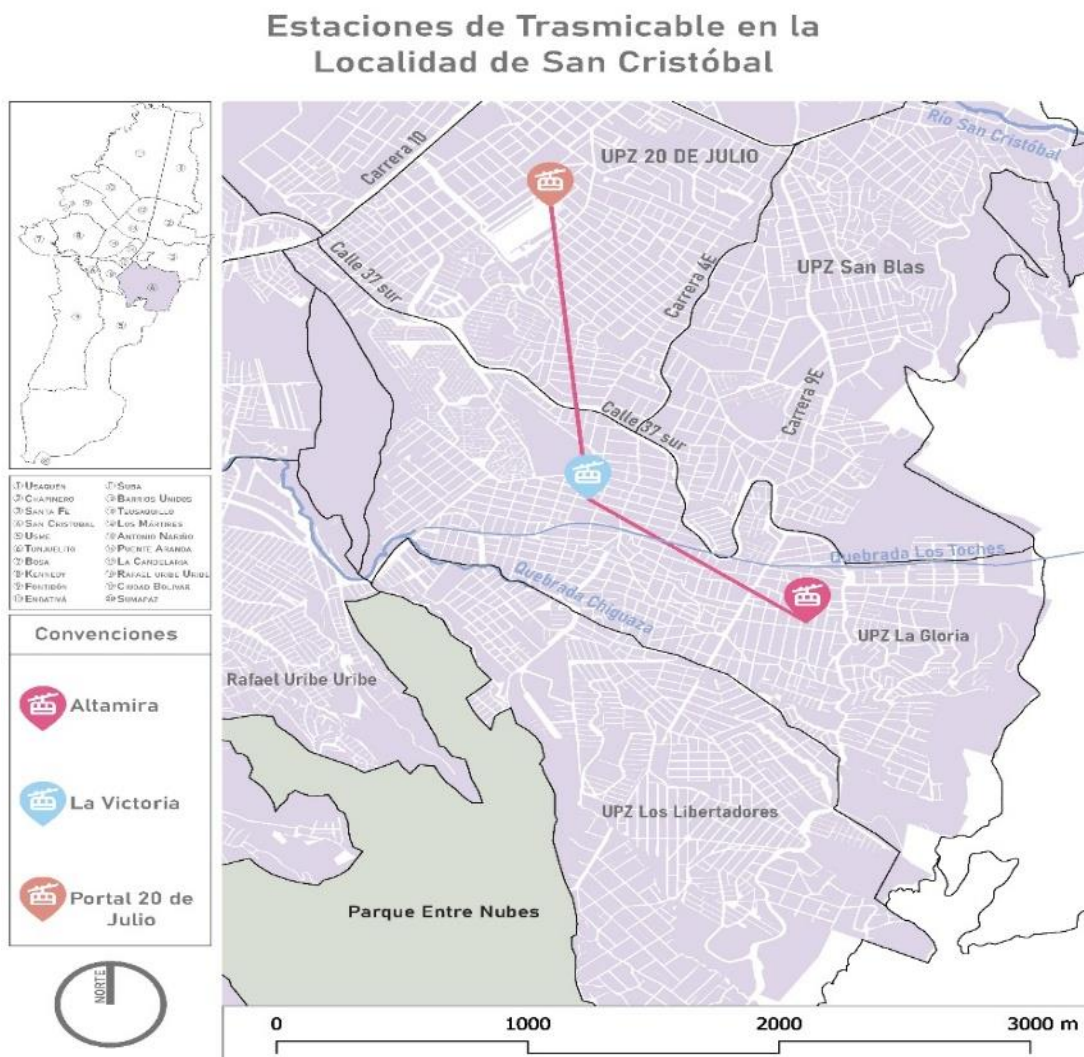 Estaciones de Trasmicable en la
Localidad de San Cristóbal
Carrera 10
UPZ 20 DE JULIO
Río San Cristóbal
Calle 37 sur
Carrera 4E
UPZ San Blas
Carrera 9E
Calle 37 sur
Quebrada Los Toches
Quebrada Chiguaza
UPZ La Gloria
Rafael Uribe Uribe
UPZ Los Libertadores
Parque Entre Nubes
USAQUEN
CHAPINERO
SANTA FE
SAN CRISTOBAL
USME
TUNJUELITO
BOSA
KENNEDY
FONTIBÓN
ENGATIVÁ
SUBA
BARRIOS UNIDOS
TEUSAQUILLO
LOS MÁRTIRES
ANTONIO NARIÑO
PUENTE ARANDA
LA CANDELARIA
RAFAEL URIBE URIBE
CIUDAD BOLIVAR
SUMAPAZ
Convenciones
Altamira
La Victoria
Portal 20 de
Julio
NORTE
0 1000 2000 3000 m